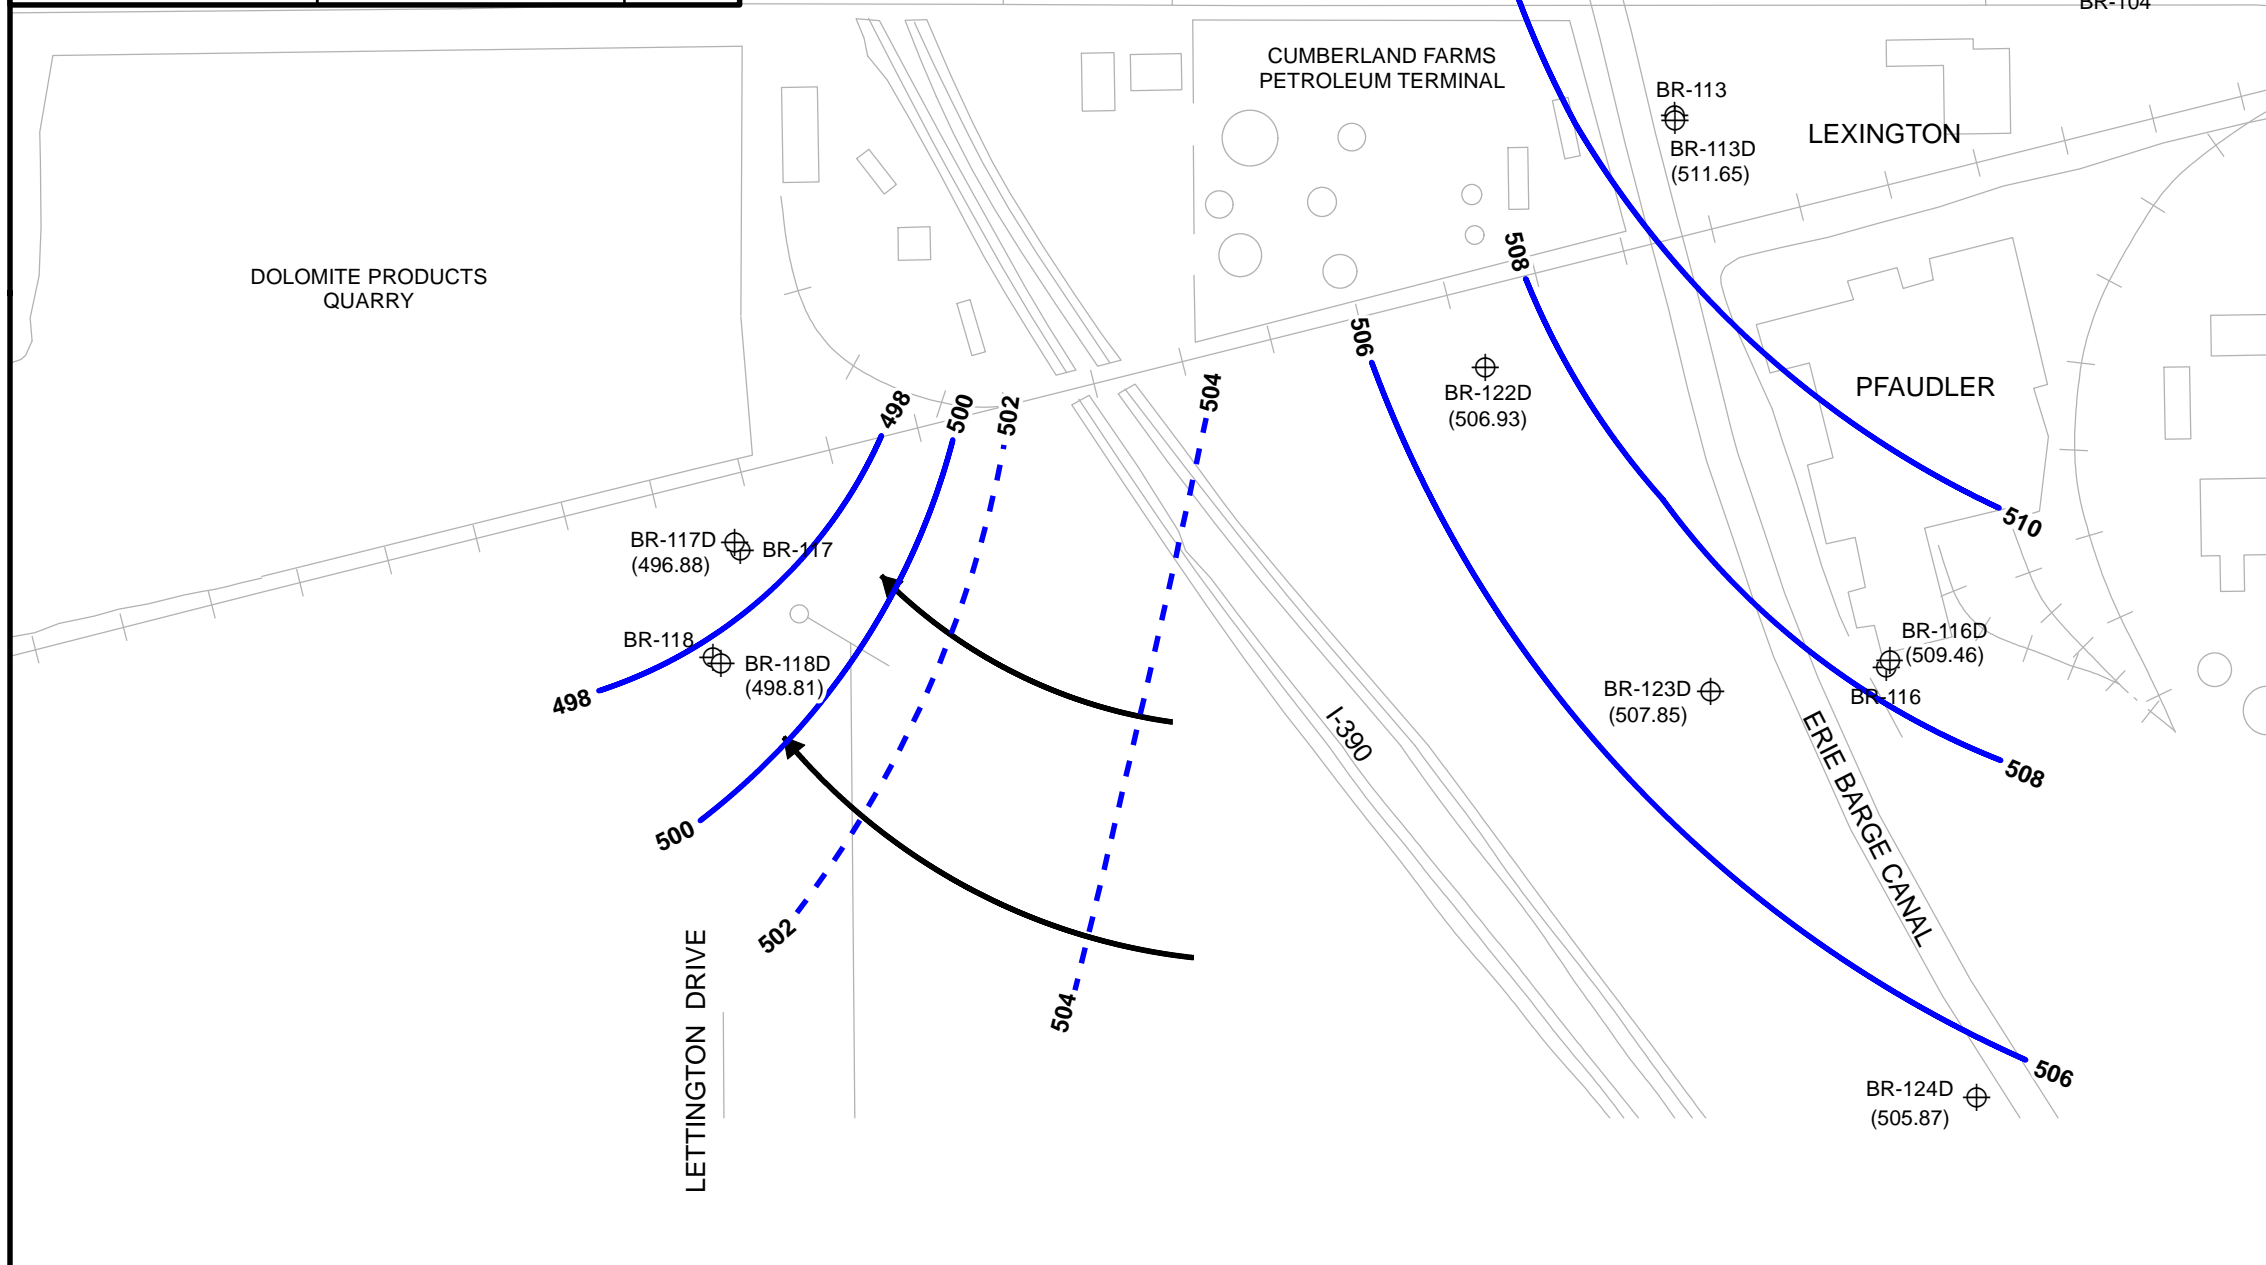 BR-104
CUMBERLAND FARMS
PETROLEUM TERMINAL
BR-113
BR-113D
(511.65)
LEXINGTON
DOLOMITE PRODUCTS
QUARRY
508
506
504
498
500
502
BR-122D
(506.93)
PFAUDLER
510
BR-117D
(496.88)
BR-117
BR-118
BR-118D
(498.81)
498
BR-116D
(509.46)
BR-116
BR-123D
(507.85)
I-390
ERIE BARGE CANAL
508
500
502
504
LETTINGTON DRIVE
506
BR-124D
(505.87)